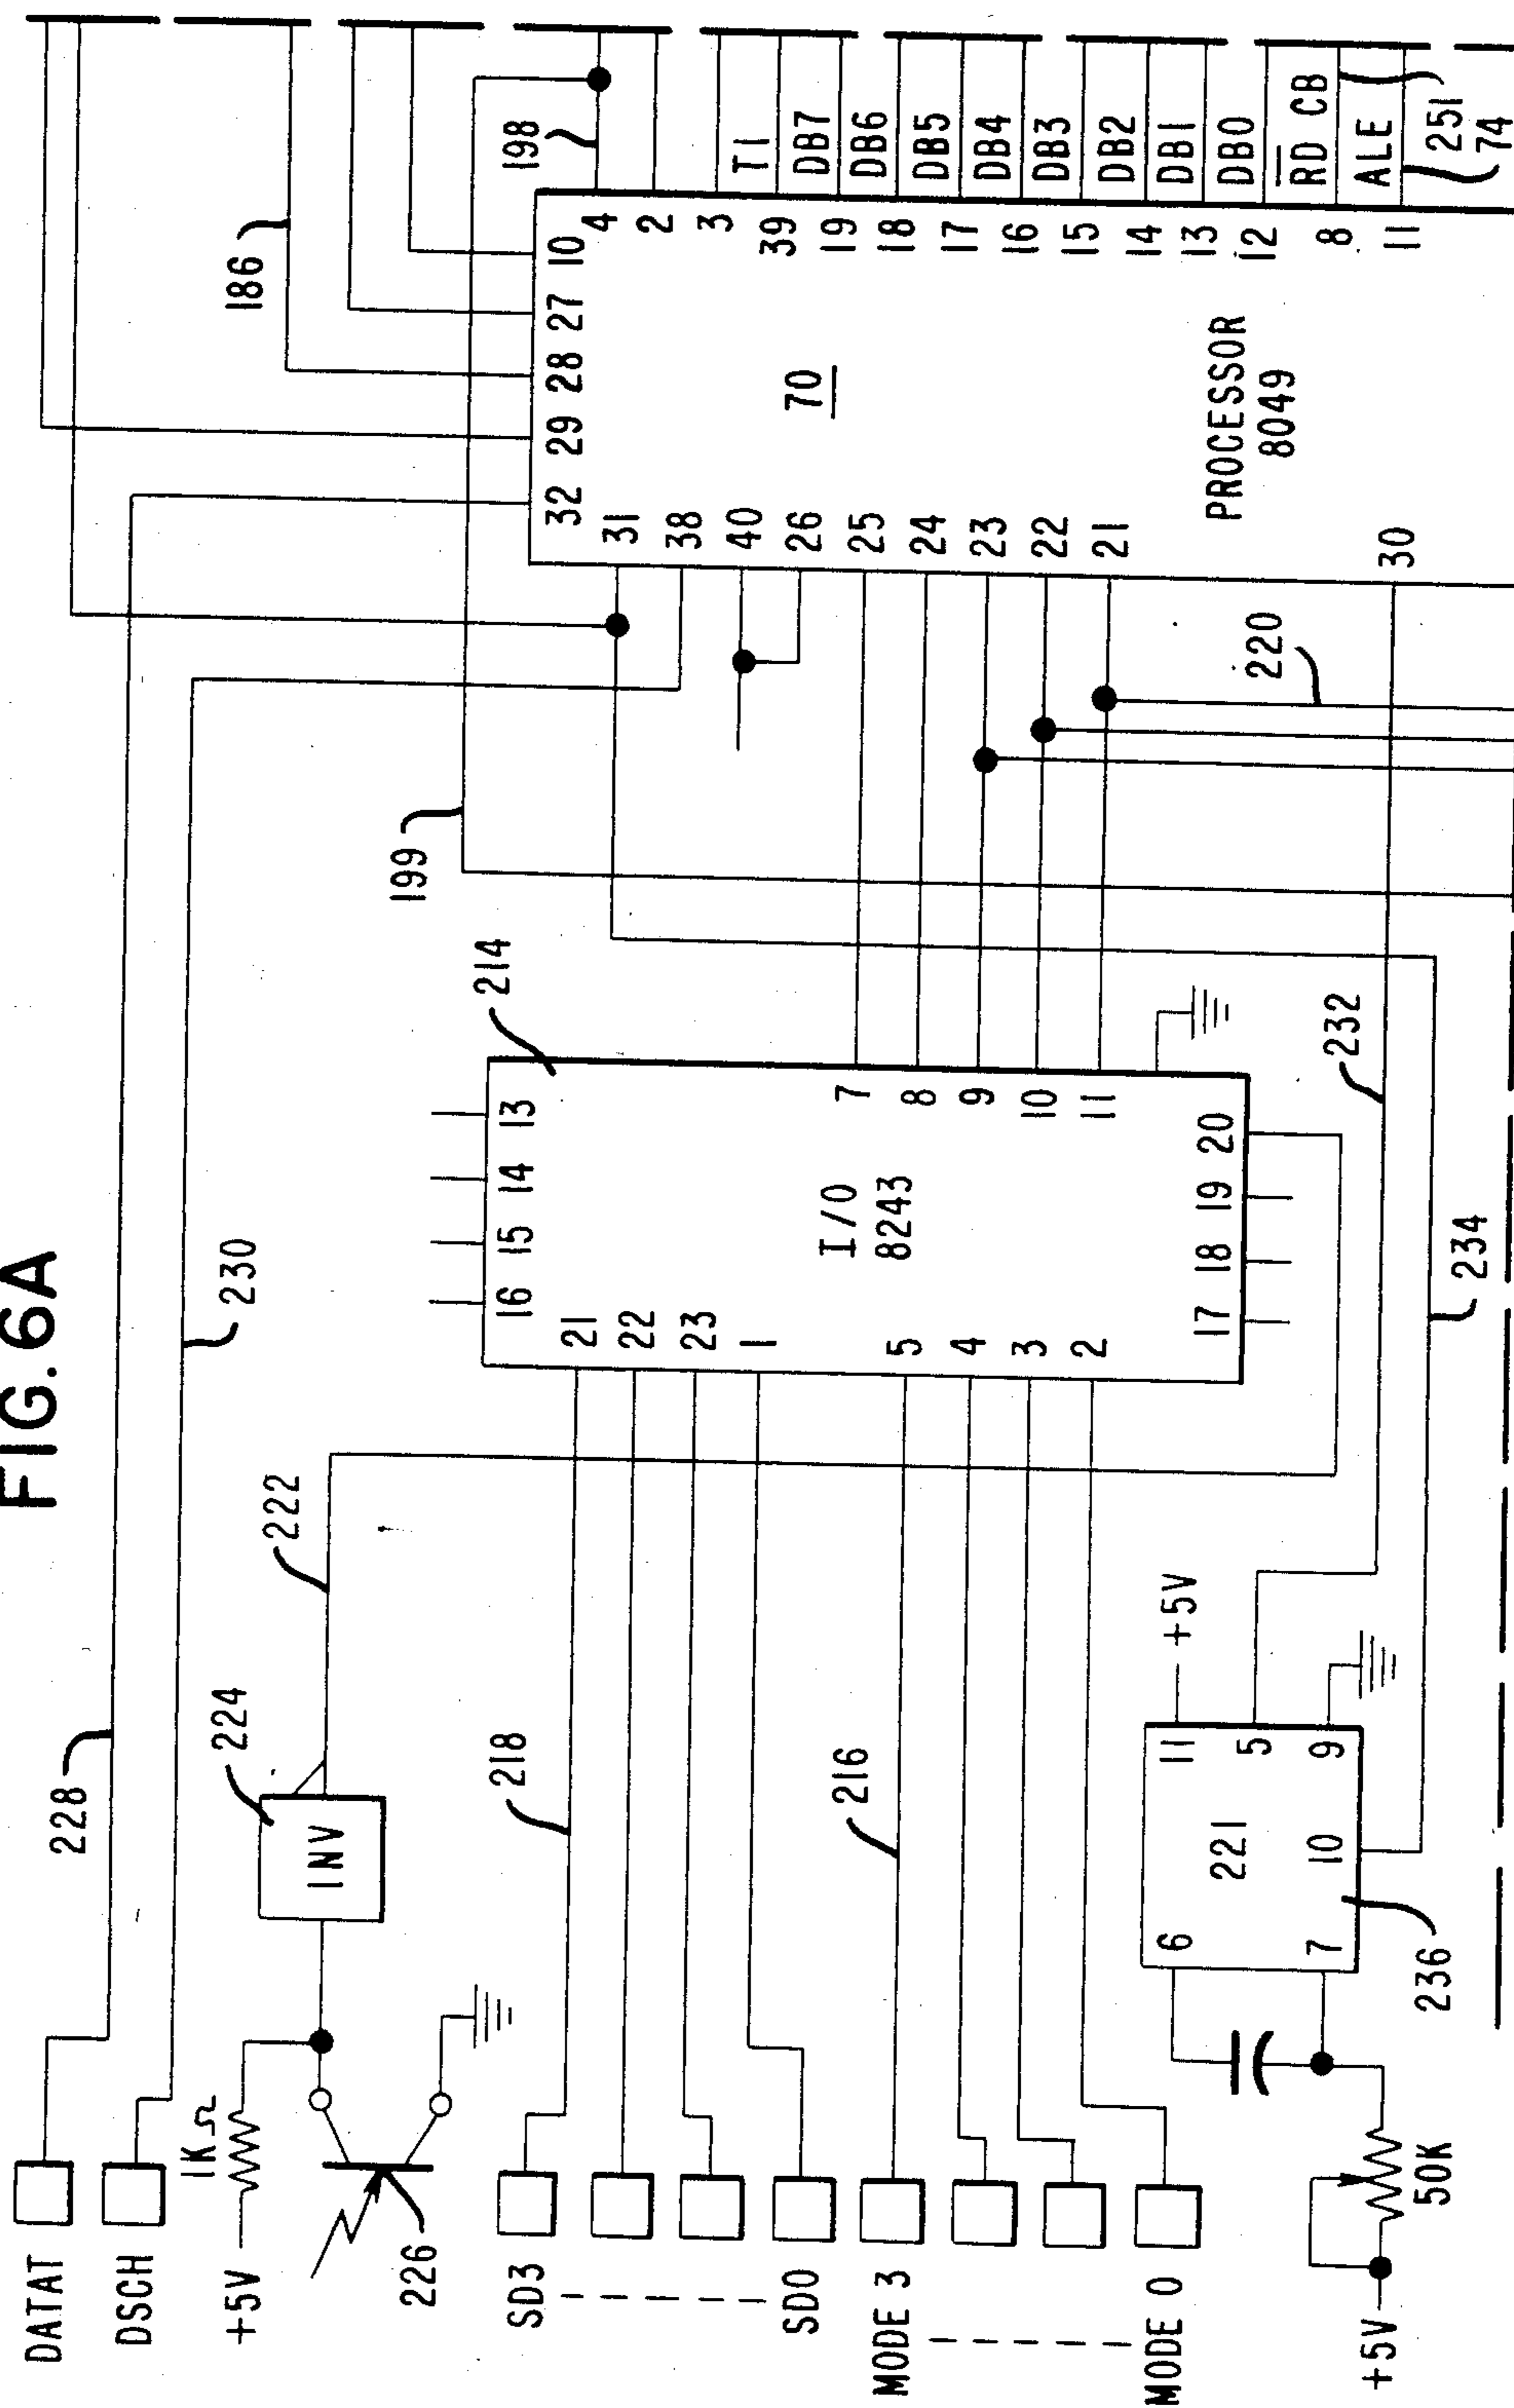 FIG. 6A
DATAT
228
DSCH
230
186
+5V
1KΩ
224
INV
222
226
199
198
SD3
SD0
218
MODE 3
MODE 0
216
214
13
14
15
16
21
22
23
1
5
4
3
2
7
8
9
10
11
17
18
19
20
I/O
8243
32
29
28
27
10
31
38
40
26
25
24
23
22
21
30
70
PROCESSOR
8049
4
2
3
39
19
18
17
16
15
14
13
12
8
11
T1
DB7
DB6
DB5
DB4
DB3
DB2
DB1
DB0
RD CB
ALE
251
74
220
232
234
+5V
11
5
9
6
7
10
221
236
50K
+5V